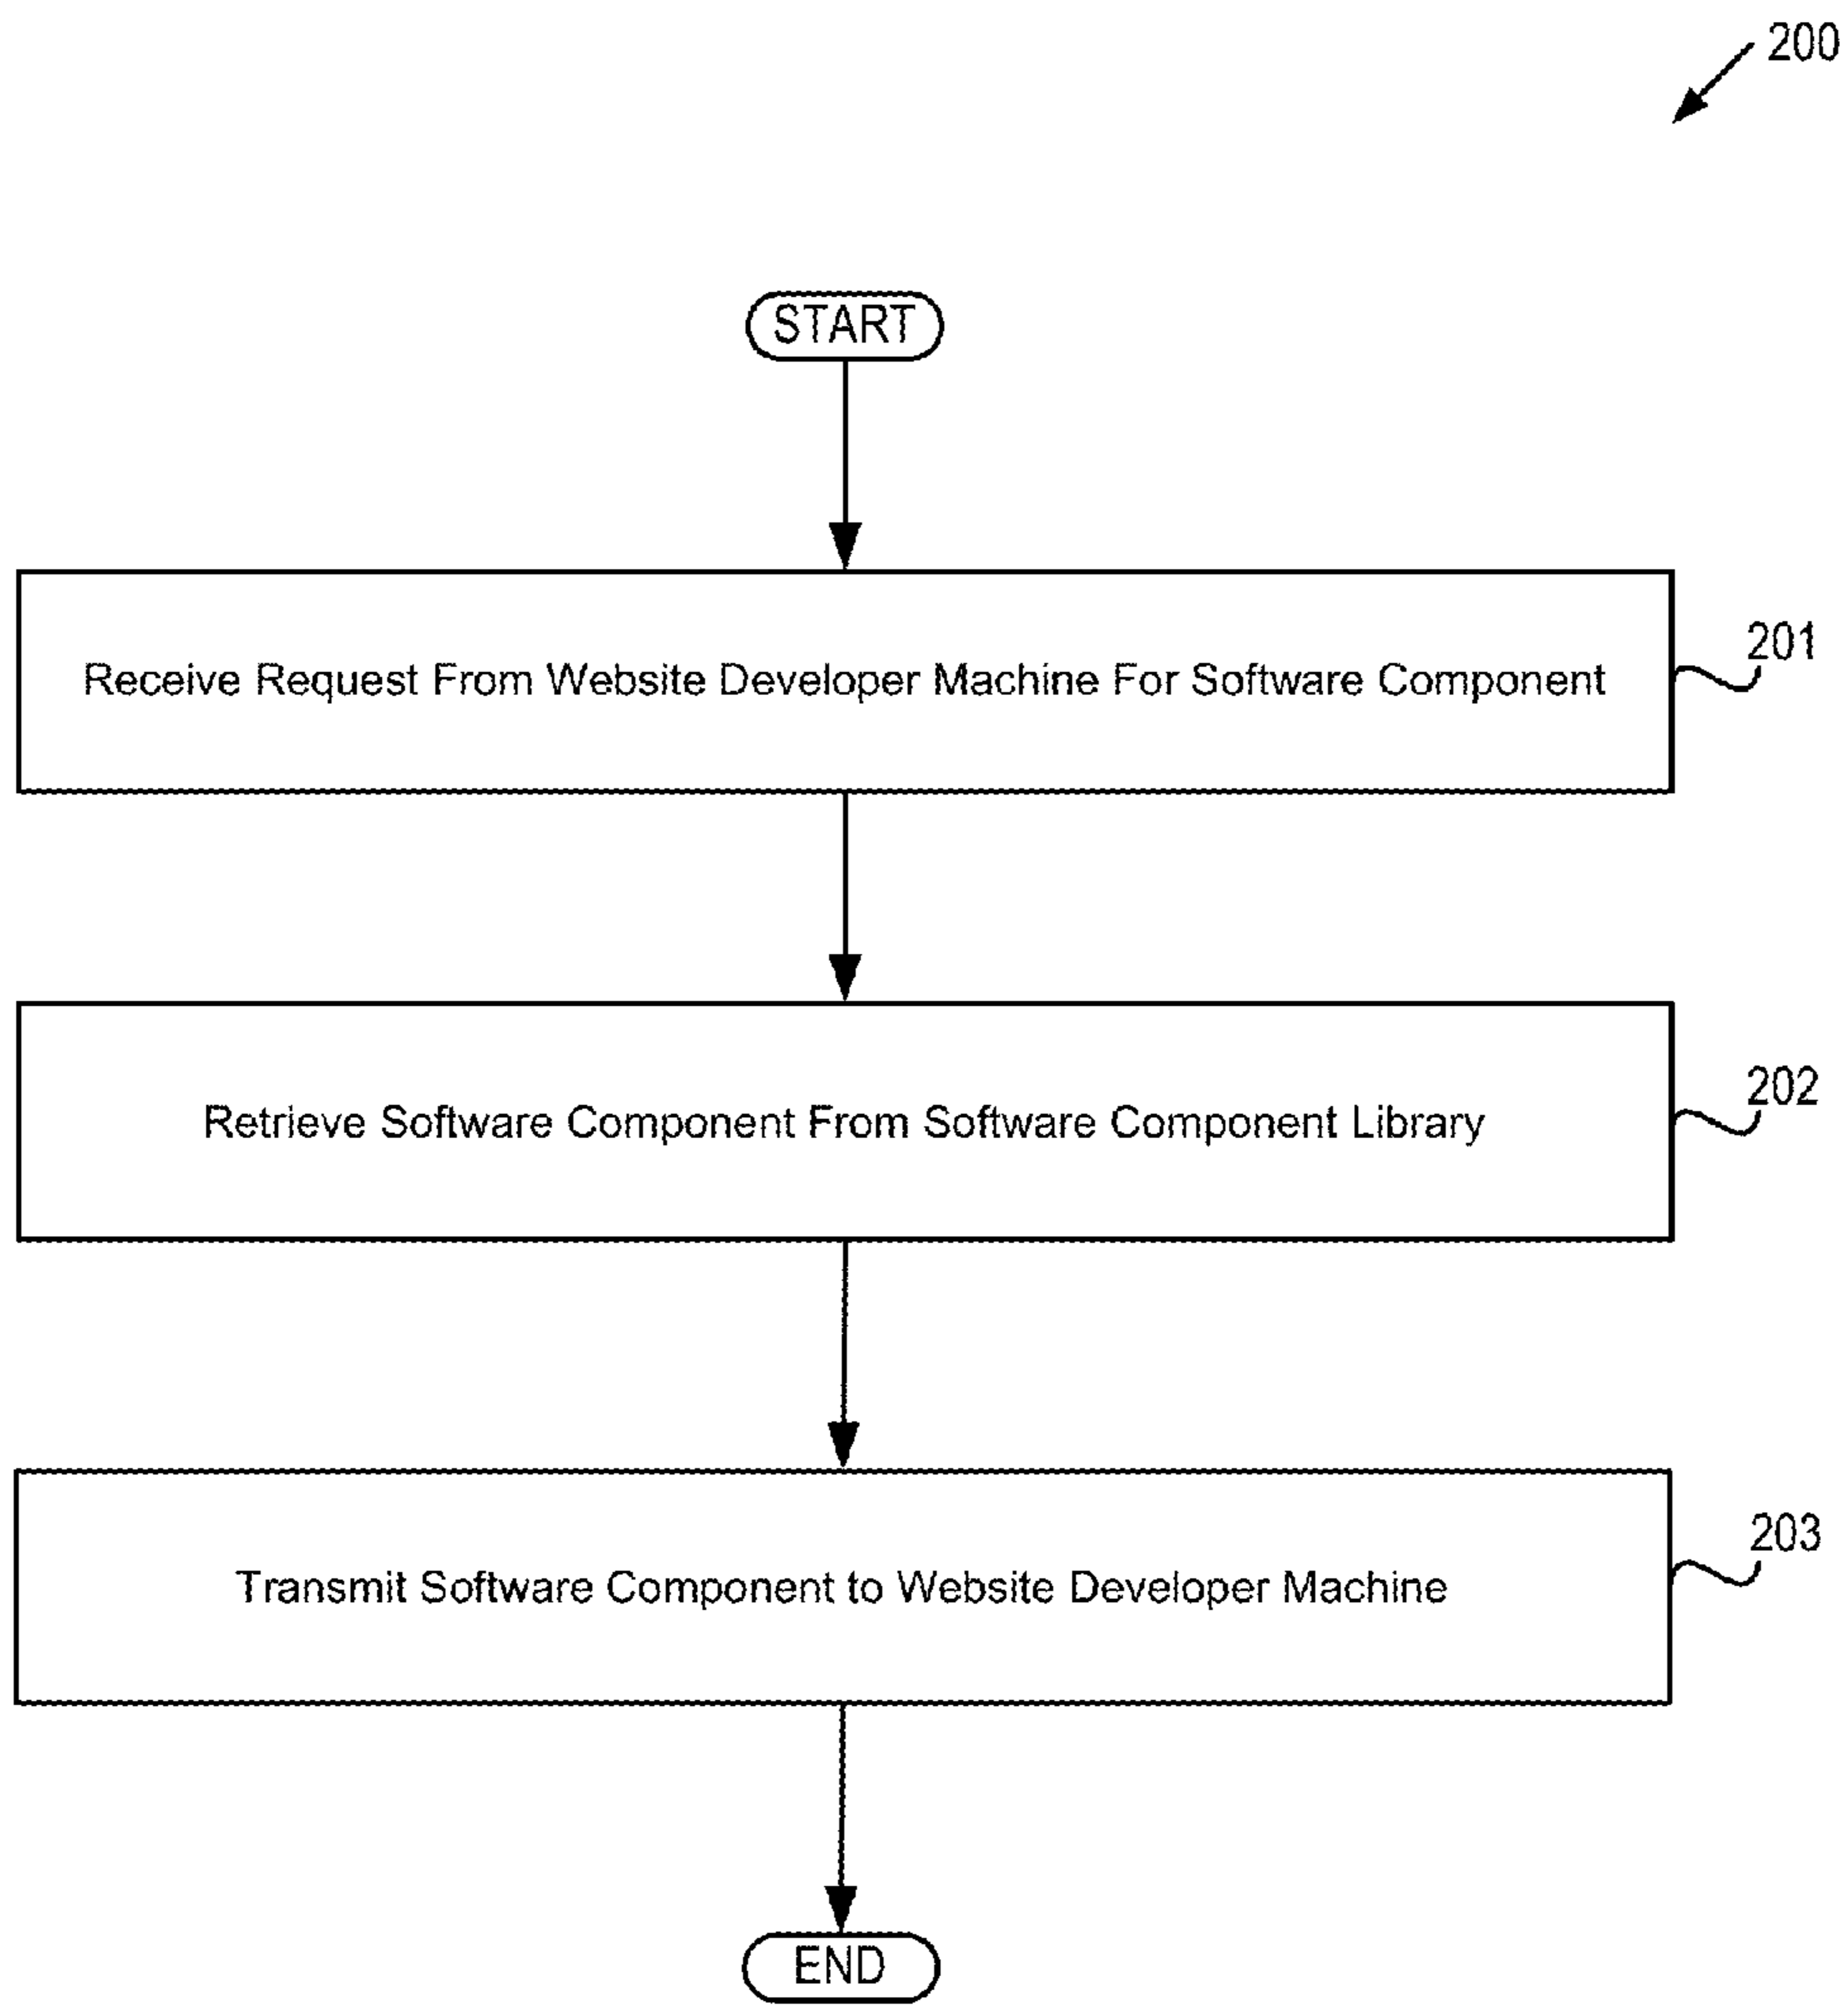 200
START
Receive Request From Website Developer Machine For Software Component
201
Retrieve Software Component From Software Component Library
202
Transmit Software Component to Website Developer Machine
203
END